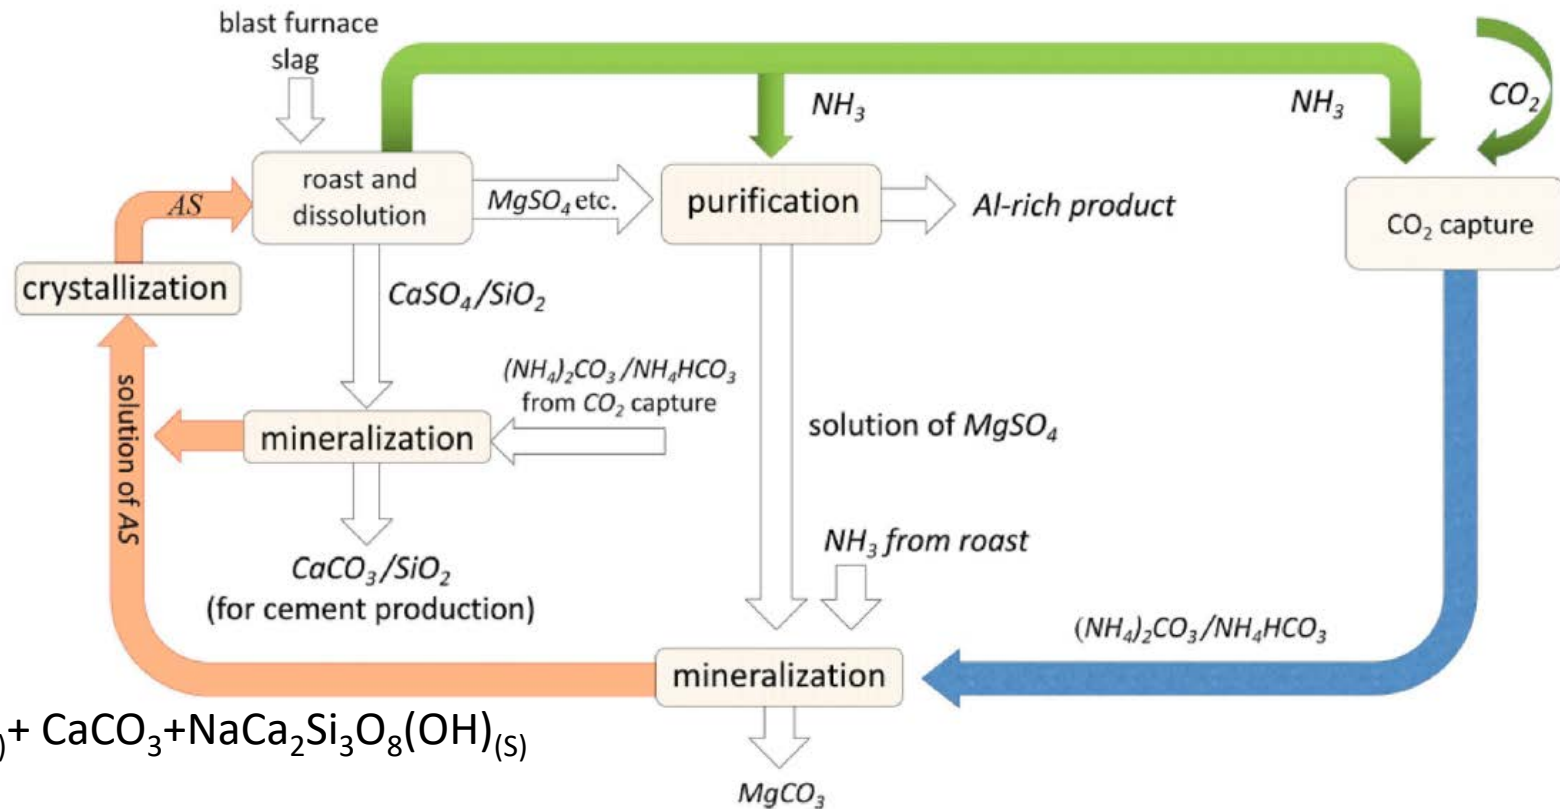 blast furnace
slag
NH₃
NH₃
CO₂
roast and
dissolution
AS
MgSO₄ etc.
purification
Al-rich product
CO₂ capture
crystallization
CaSO₄/SiO₂
(NH₄)₂CO₃/NH₄HCO₃
from CO₂ capture
solution of AS
mineralization
solution of MgSO₄
NH₃ from roast
CaCO₃/SiO₂
(for cement production)
(NH₄)₂CO₃/NH₄HCO₃
mineralization
)+ CaCO₃+NaCa₂Si₃O₈(OH)(S)
MgCO₃